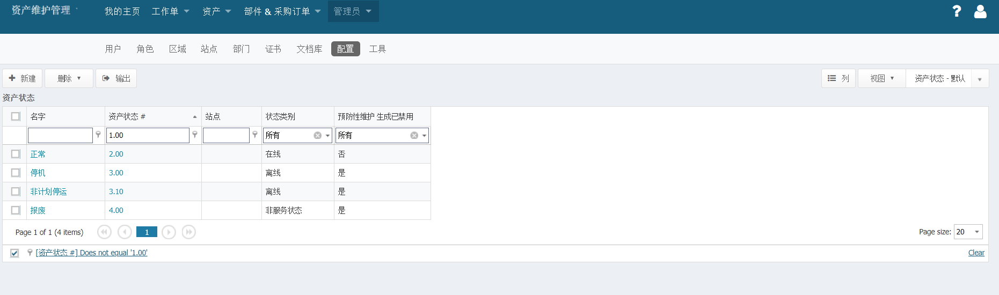 资产维护管理 我的主页 工作单 资产 部件 & 采购订单 管理员
用户 角色 区域 站点 部门 证书 文档库 配置 工具
新建 删除 输出 列 视图 资产状态 - 默认
资产状态
名字 资产状态 # 站点 状态类别 预防性维护 生成已禁用
1.00 所有 所有
正常 2.00 在线 否
停机 3.00 离线 是
非计划停运 3.10 离线 是
报废 4.00 非服务状态 是
Page 1 of 1 (4 items) 1 Page size: 20
[资产状态 #] Does not equal '1.00' Clear